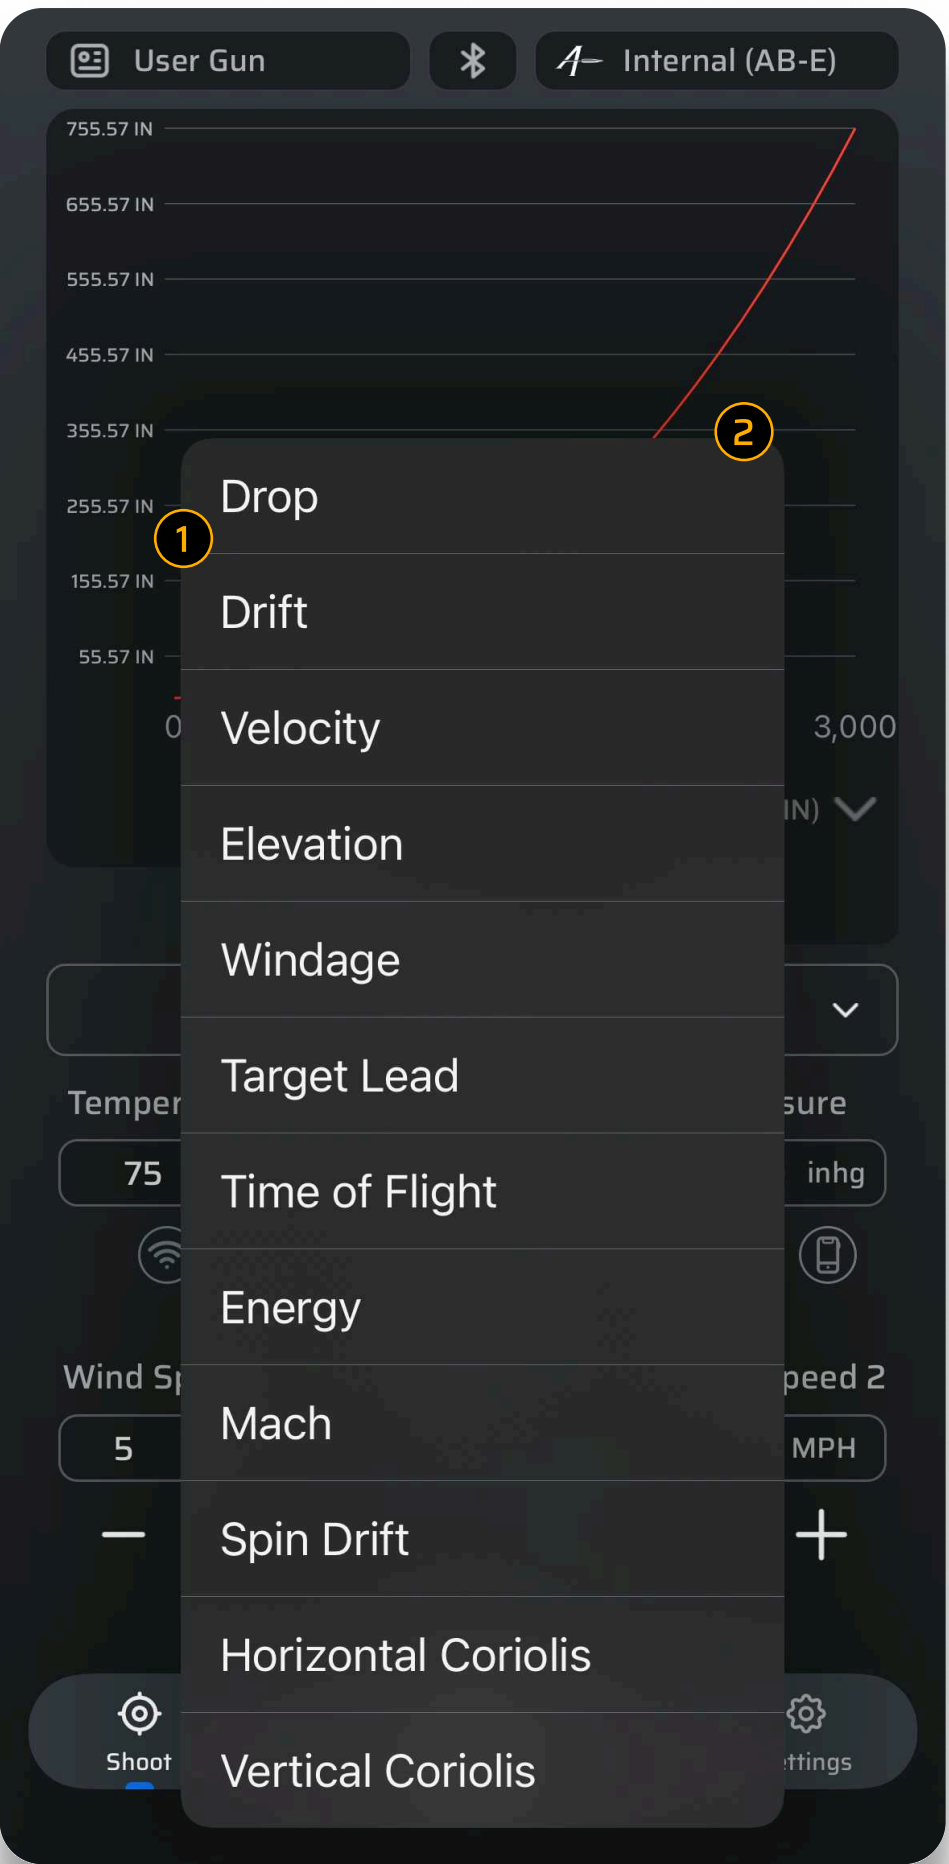 User Gun
Internal (AB-E)
755.57 IN
655.57 IN
555.57 IN
455.57 IN
355.57 IN
2
255.57 IN
1
155.57 IN
55.57 IN
0
3,000
IN)
Drop
Drift
Velocity
Elevation
Windage
Target Lead
Time of Flight
Energy
Mach
Spin Drift
Horizontal Coriolis
Vertical Coriolis
Temper
sure
75
inhg
Wind Sp
peed 2
5
MPH
Shoot
ettings